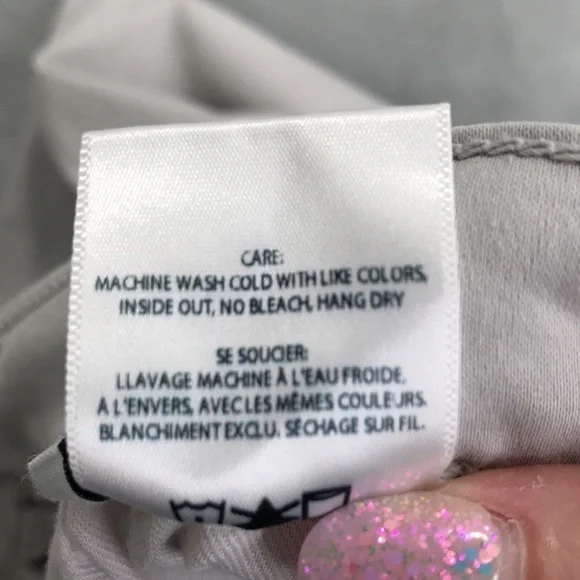 CARE:
MACHINE WASH COLD WITH LIKE COLORS,
INSIDE OUT, NO BLEACH, HANG DRY
SE SOUCIER:
LLAVAGE MACHINE À L'EAU FROIDE,
A L'ENVERS, AVEC LES MÊMES COULEURS.
BLANCHIMENT EXCLU. SÉCHAGE SUR FIL.